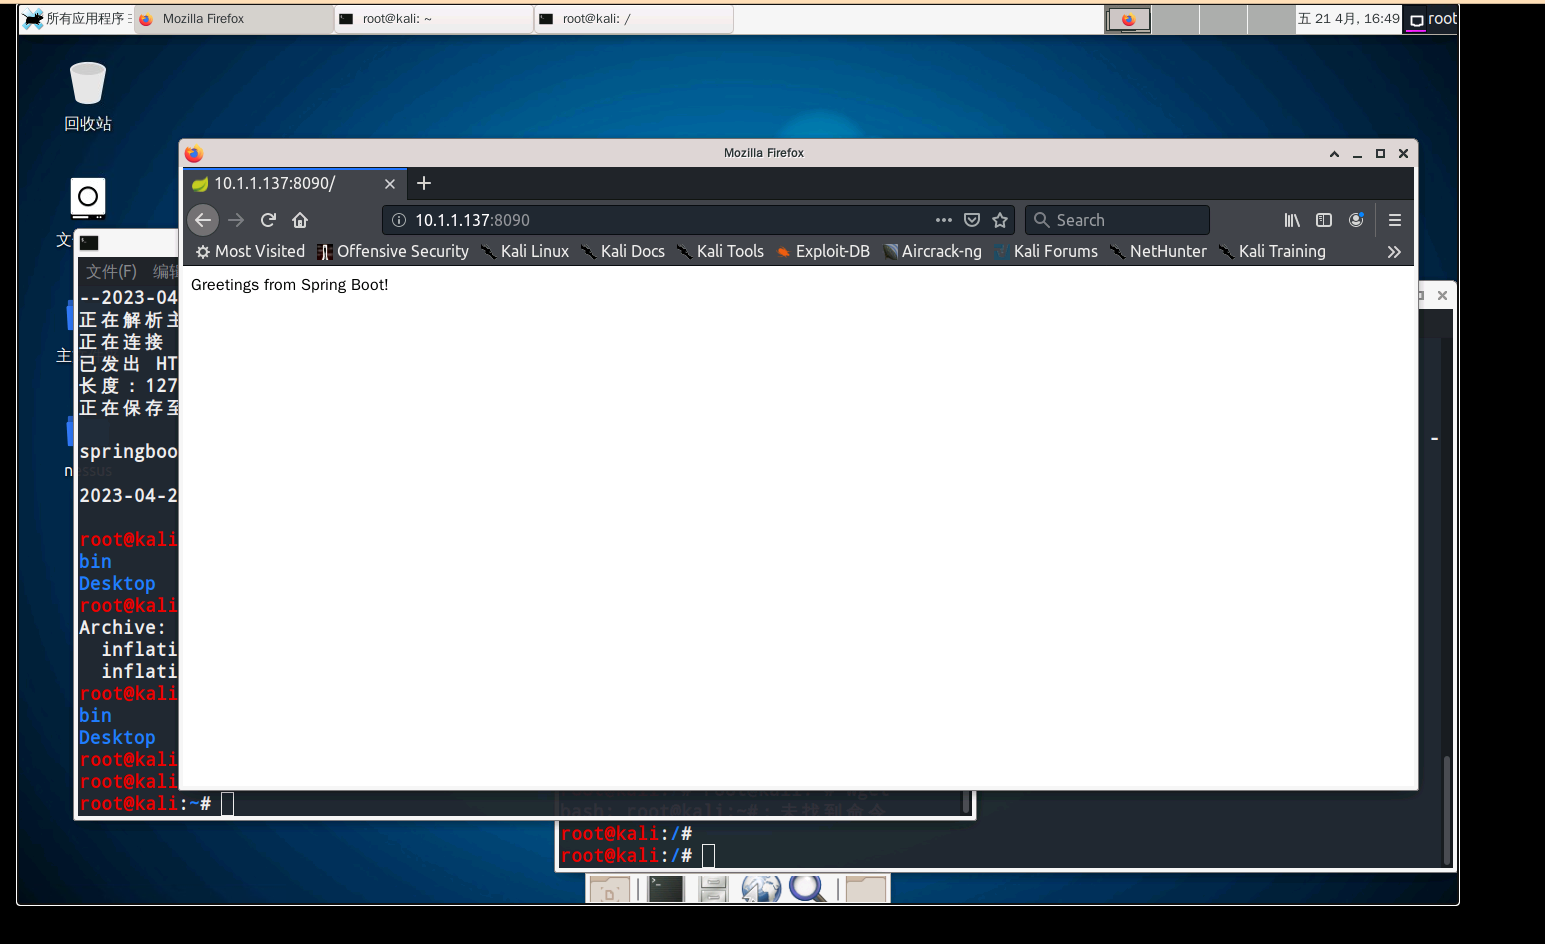 所有应用程序
Mozilla Firefox
root@kali: ~
root@kali: /
五 21 4月, 16:49
root
回收站
文
主
Mozilla Firefox
10.1.1.137:8090/
10.1.1.137:8090
Search
Most Visited
Offensive Security
Kali Linux
Kali Docs
Kali Tools
Exploit-DB
Aircrack-ng
Kali Forums
NetHunter
Kali Training
Greetings from Spring Boot!
文件(F) 编辑
--2023-04
正在解析主
正在连接
已发出 HT
长度：127
正在保存至
springboo
nessus
2023-04-2
root@kali
bin
Desktop
root@kali
Archive:
inflati
inflati
root@kali
bin
Desktop
root@kali
root@kali
root@kali:~#
-
bash: root@kali:~#：未找到命令
root@kali:/#
root@kali:/#